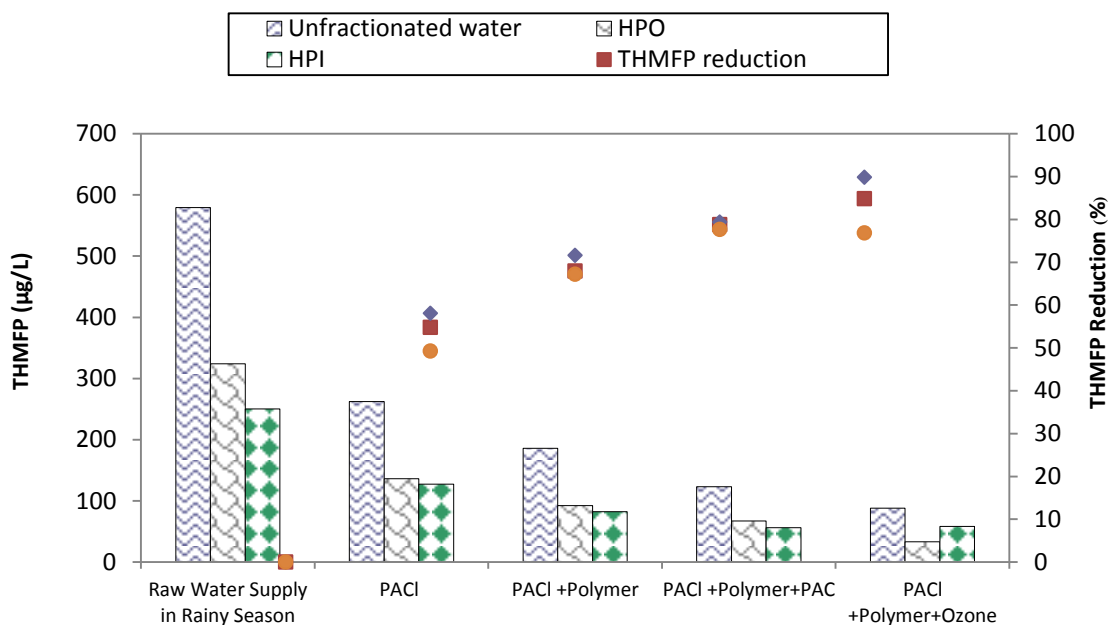 Unfractionated water
HPO
HPI
THMFP reduction
THMFP (µg/L)
700
600
500
400
300
200
100
0
100
90
80
70
60
50
40
30
20
10
0
THMFP Reduction (%)
Raw Water Supply
in Rainy Season
PACl
PACl +Polymer
PACl +Polymer+PAC
PACl
+Polymer+Ozone